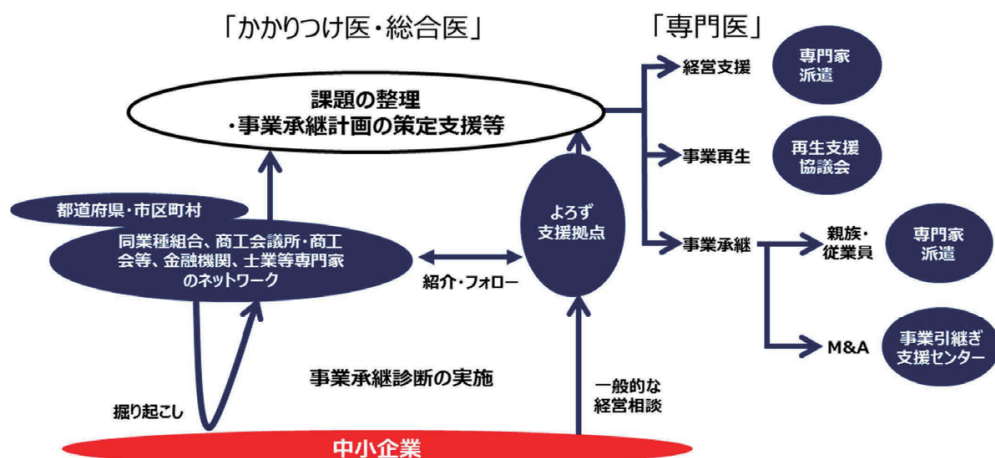 「かかりつけ医・総合医」
「専門医」
課題の整理
・事業承継計画の策定支援等
経営支援
専門家
派遣
事業再生
再生支援
協議会
都道府県・市区町村
同業種組合、商工会議所・商工
会等、金融機関、士業等専門家
のネットワーク
紹介・フォロー
よろず
支援拠点
事業承継
親族・
従業員
専門家
派遣
M&A
事業引継ぎ
支援センター
事業承継診断の実施
掘り起こし
一般的な
経営相談
中小企業